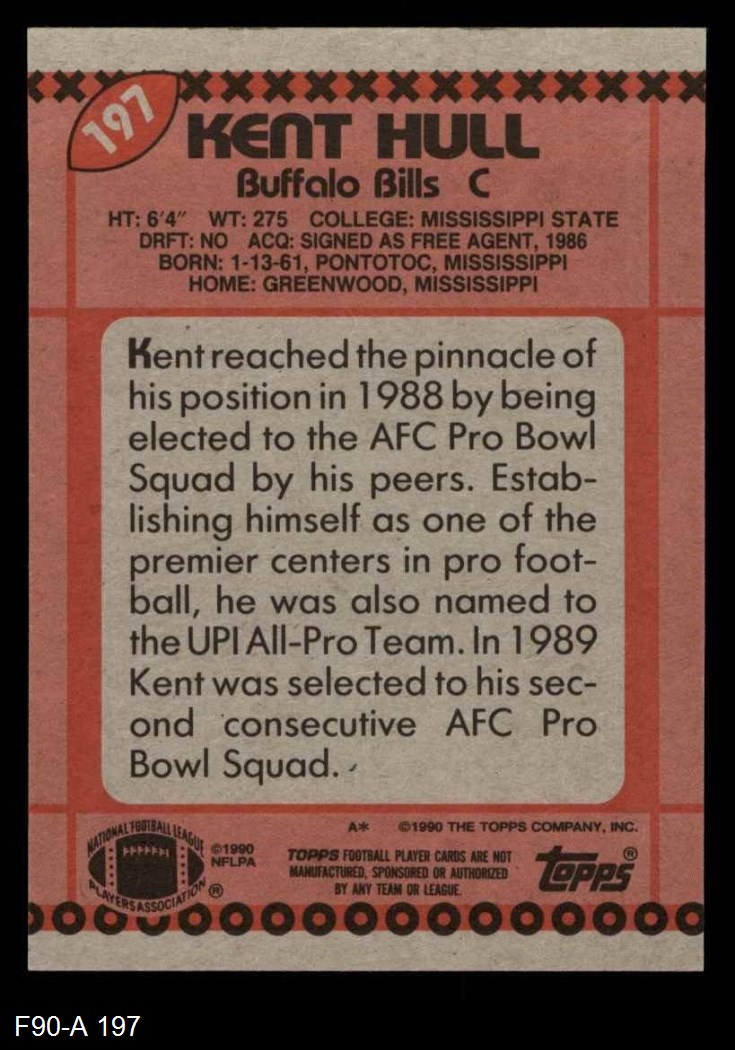 197
KENT HULL
Buffalo Bills C
HT: 6'4" WT: 275 COLLEGE: MISSISSIPPI STATE
DRFT: NO ACQ: SIGNED AS FREE AGENT, 1986
BORN: 1-13-61, PONTOTOC, MISSISSIPPI
HOME: GREENWOOD, MISSISSIPPI
Kent reached the pinnacle of
his position in 1988 by being
elected to the AFC Pro Bowl
Squad by his peers. Estab-
lishing himself as one of the
premier centers in pro foot-
ball, he was also named to
the UPI All-Pro Team. In 1989
Kent was selected to his sec-
ond consecutive AFC Pro
Bowl Squad.
A* ©1990 THE TOPPS COMPANY, INC.
NATIONAL FOOTBALL LEAGUE
PLAYERS ASSOCIATION ®
©1990
NFLPA
TOPPS FOOTBALL PLAYER CARDS ARE NOT
MANUFACTURED, SPONSORED OR AUTHORIZED
BY ANY TEAM OR LEAGUE.
Topps®
F90-A 197